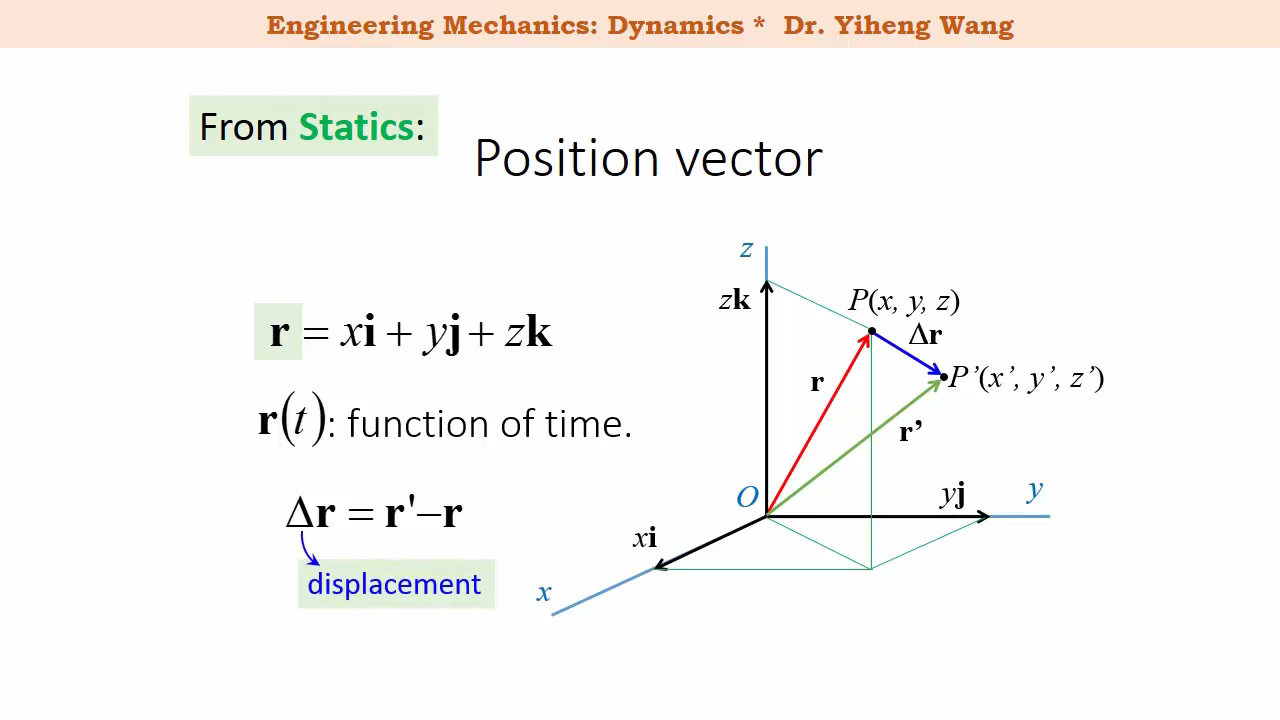 Engineering Mechanics: Dynamics * Dr. Yiheng Wang
From Statics:
Position vector
r = xi + yj + zk
r(t): function of time.
Δr = r'−r
displacement
z
zk
P(x, y, z)
Δr
P’(x’, y’, z’)
r
r’
O
yj
y
xi
x